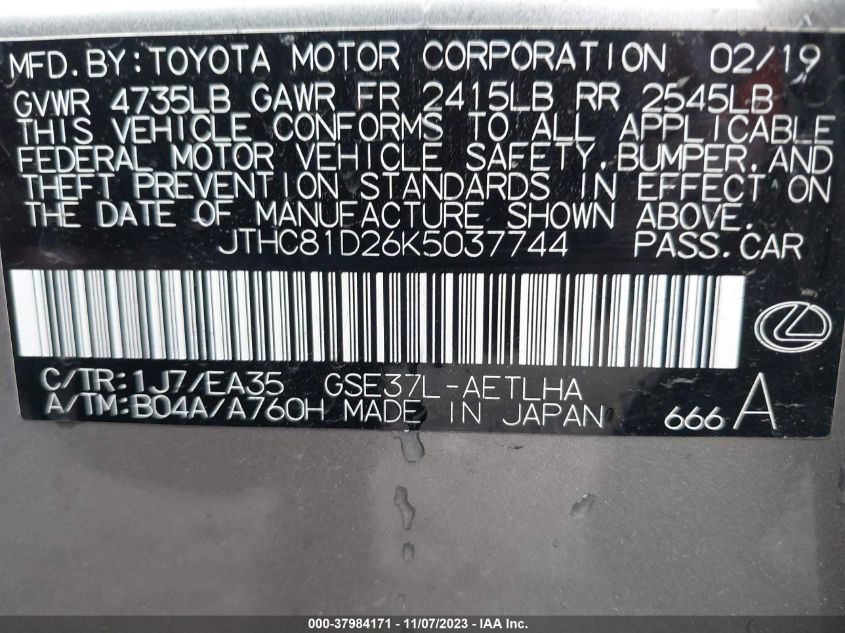 MFD. BY: TOYOTA MOTOR CORPORATION 02/19
GVWR 4735LB GAWR FR 2415LB RR 2545LB
THIS VEHICLE CONFORMS TO ALL APPLICABLE
FEDERAL MOTOR VEHICLE SAFETY, BUMPER, AND
THEFT PREVENTION STANDARDS IN EFFECT ON
THE DATE OF MANUFACTURE SHOWN ABOVE.
JTHC81D26K5037744 PASS. CAR
C/TR: 1J7/EA35 GSE37L-AETLHA
A/TM: B04A/A760H MADE IN JAPAN 666 A
000-37984171 - 11/07/2023 - IAA Inc.